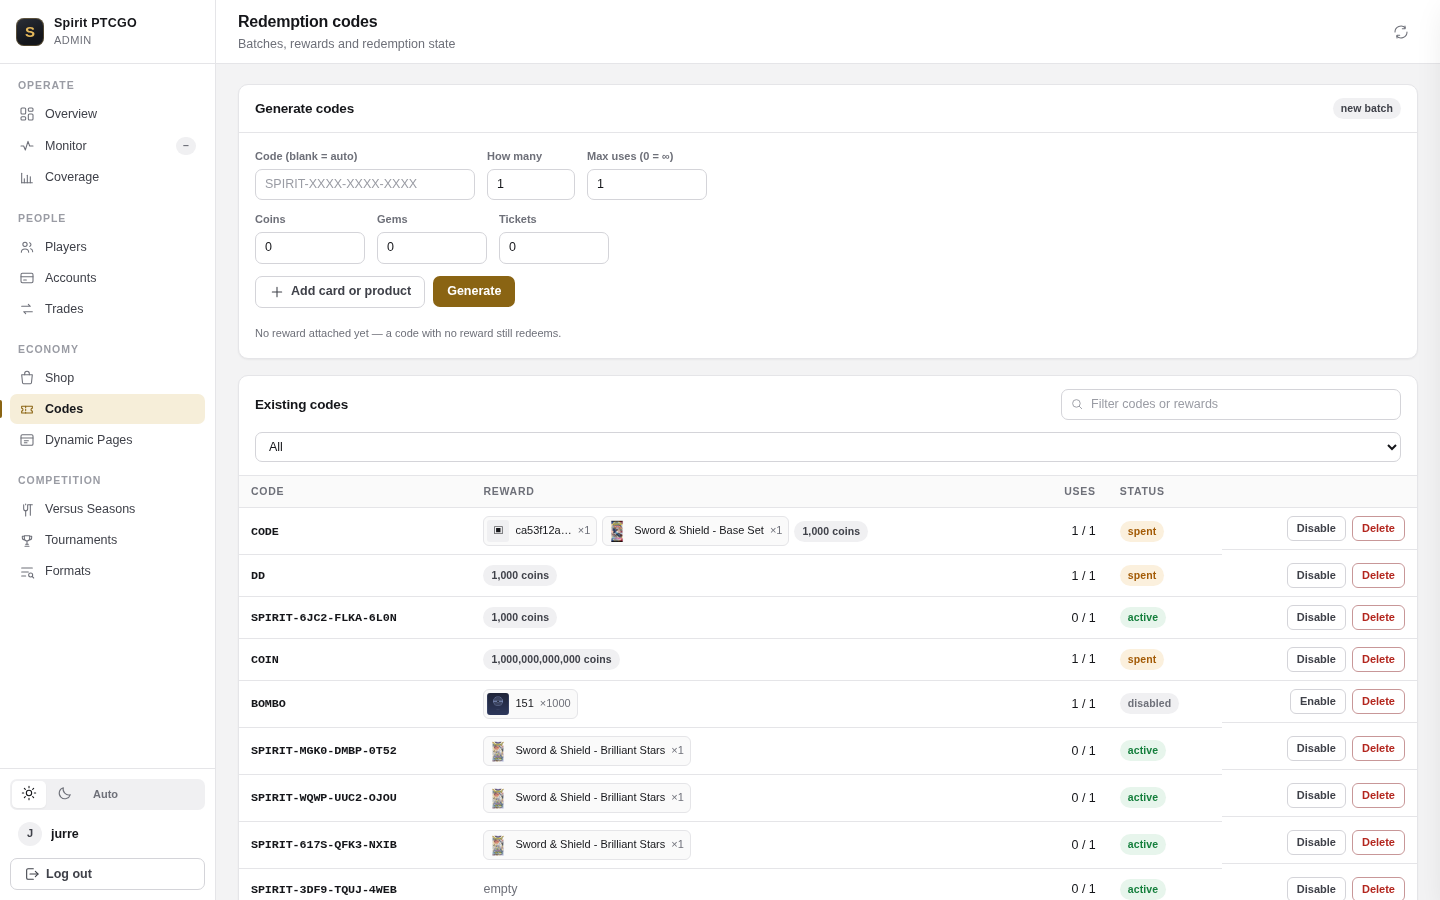 S
Spirit PTCGO
ADMIN
OPERATE
Overview
Monitor –
Coverage
PEOPLE
Players
Accounts
Trades
ECONOMY
Shop
Codes
Dynamic Pages
COMPETITION
Versus Seasons
Tournaments
Formats
Auto
J jurre
Log out
Redemption codes
Batches, rewards and redemption state
Generate codes new batch
Code (blank = auto) How many Max uses (0 = ∞)
SPIRIT-XXXX-XXXX-XXXX 1 1
Coins Gems Tickets
0 0 0
Add card or product Generate
No reward attached yet — a code with no reward still redeems.
Existing codes Filter codes or rewards
All
CODE REWARD USES STATUS
CODE ca53f12a… ×1 Sword & Shield - Base Set ×1 1,000 coins 1 / 1 spent Disable Delete
DD 1,000 coins 1 / 1 spent Disable Delete
SPIRIT-6JC2-FLKA-6L0N 1,000 coins 0 / 1 active Disable Delete
COIN 1,000,000,000,000 coins 1 / 1 spent Disable Delete
BOMBO 151 ×1000 1 / 1 disabled Enable Delete
SPIRIT-MGK0-DMBP-0T52 Sword & Shield - Brilliant Stars ×1 0 / 1 active Disable Delete
SPIRIT-WQWP-UUC2-OJOU Sword & Shield - Brilliant Stars ×1 0 / 1 active Disable Delete
SPIRIT-617S-QFK3-NXIB Sword & Shield - Brilliant Stars ×1 0 / 1 active Disable Delete
SPIRIT-3DF9-TQUJ-4WEB empty 0 / 1 active Disable Delete